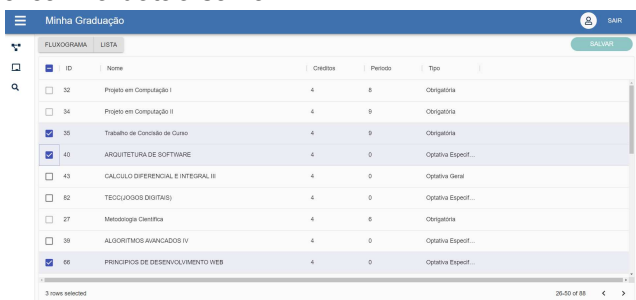 Minha Graduação SAIR
FLUXOGRAMA LISTA SALVAR
ID Nome Créditos Período Tipo
32 Projeto em Computação I 4 8 Obrigatória
34 Projeto em Computação II 4 9 Obrigatória
35 Trabalho de Concisão de Curso 4 9 Obrigatória
40 ARQUITETURA DE SOFTWARE 4 0 Optativa Específ...
43 CALCULO DIFERENCIAL E INTEGRAL III 4 0 Optativa Geral
82 TECC(JOGOS DIGITAIS) 4 0 Optativa Específ...
27 Metodologia Científica 4 6 Obrigatória
39 ALGORITMOS AVANCADOS IV 4 0 Optativa Específ...
66 PRINCIPIOS DE DESENVOLVIMENTO WEB 4 0 Optativa Específ...
3 rows selected 26-50 of 88